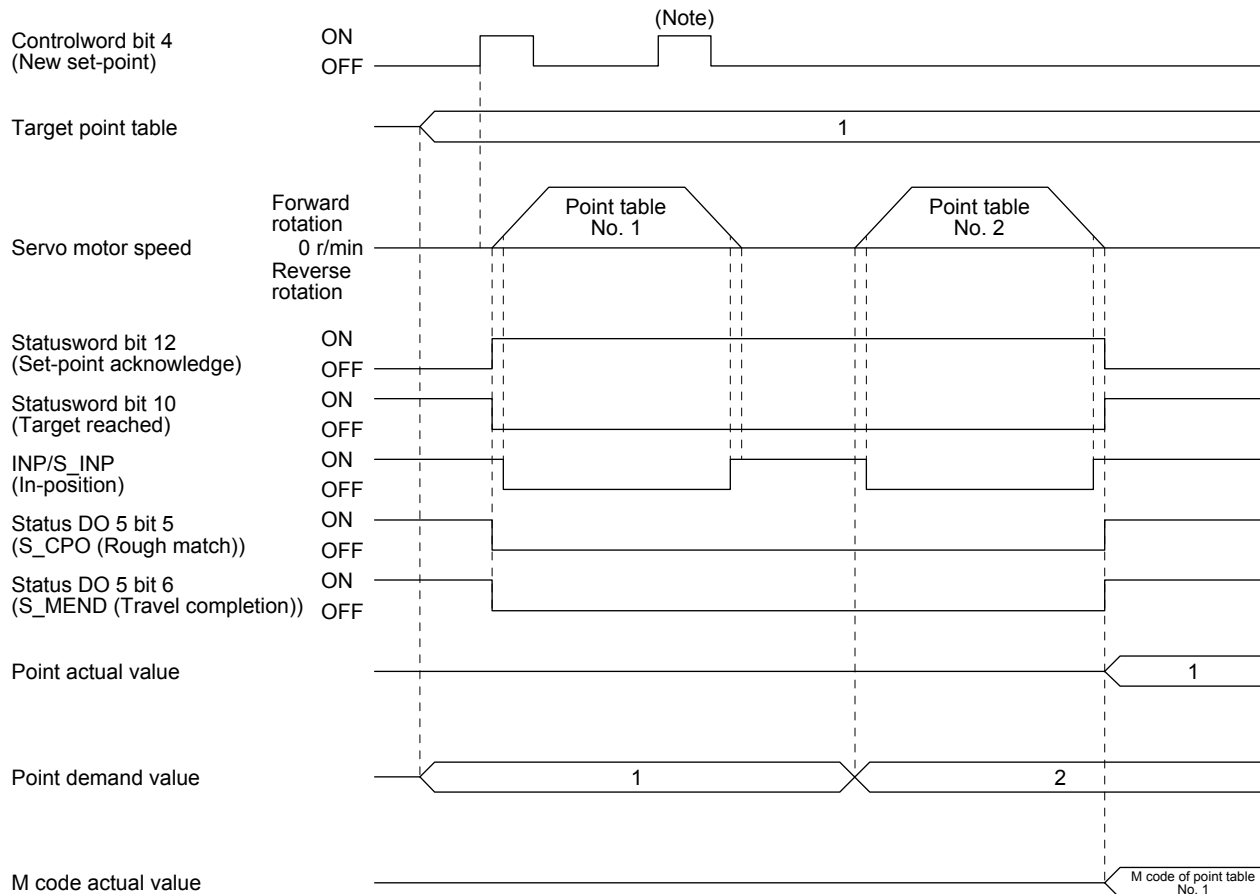 (Note)
Controlword bit 4
(New set-point)
ON
OFF
Target point table
1
Servo motor speed
Forward
rotation
0 r/min
Reverse
rotation
Point table
No. 1
Point table
No. 2
Statusword bit 12
(Set-point acknowledge)
ON
OFF
Statusword bit 10
(Target reached)
ON
OFF
INP/S_INP
(In-position)
ON
OFF
Status DO 5 bit 5
(S_CPO (Rough match))
ON
OFF
Status DO 5 bit 6
(S_MEND (Travel completion))
ON
OFF
Point actual value
1
Point demand value
1
2
M code actual value
M code of point table
No. 1